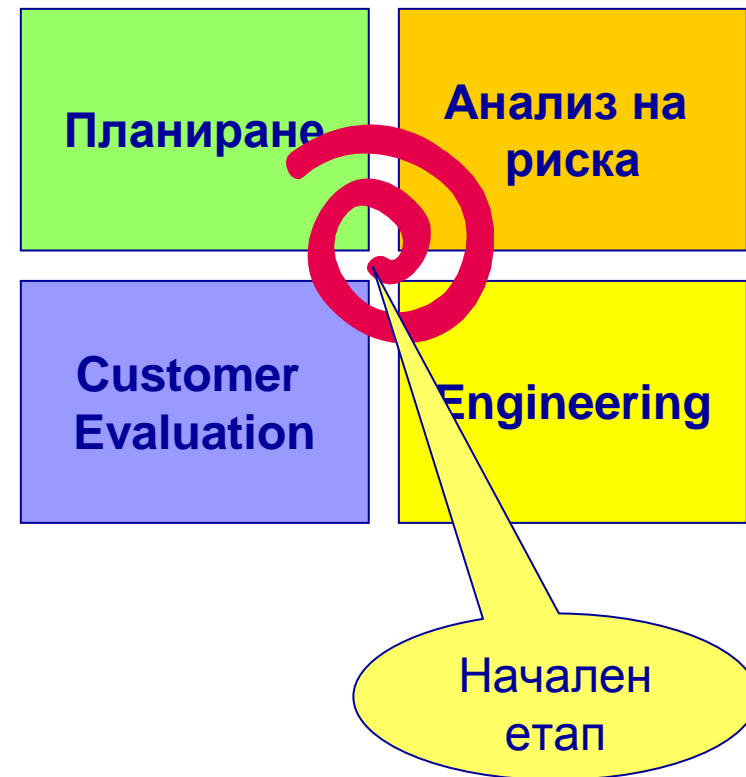 Планиране
Анализ на
риска
Customer
Evaluation
Engineering
Начален
етап